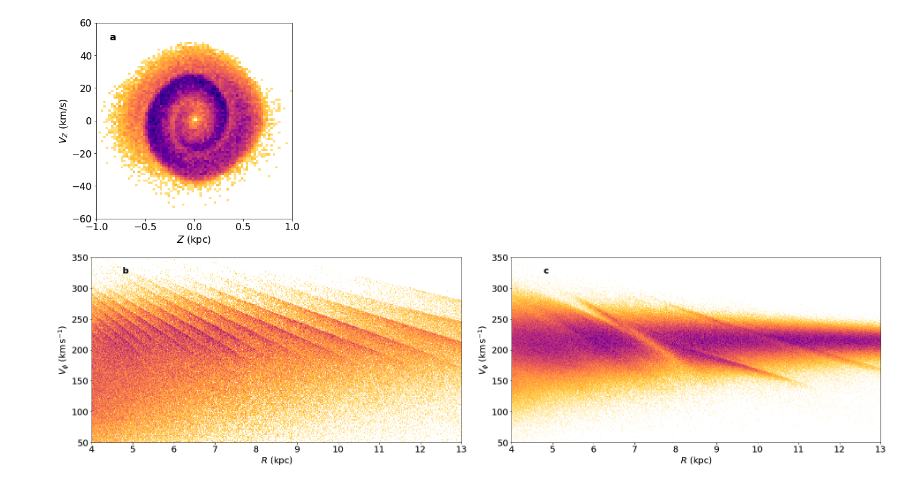 a
60
40
20
0
−20
−40
−60
V_Z (km/s)
−1.0 −0.5 0.0 0.5 1.0
Z (kpc)
b
350
300
250
200
150
100
50
V_ϕ (km s⁻¹)
4 5 6 7 8 9 10 11 12 13
R (kpc)
c
350
300
250
200
150
100
50
V_ϕ (km s⁻¹)
4 5 6 7 8 9 10 11 12 13
R (kpc)